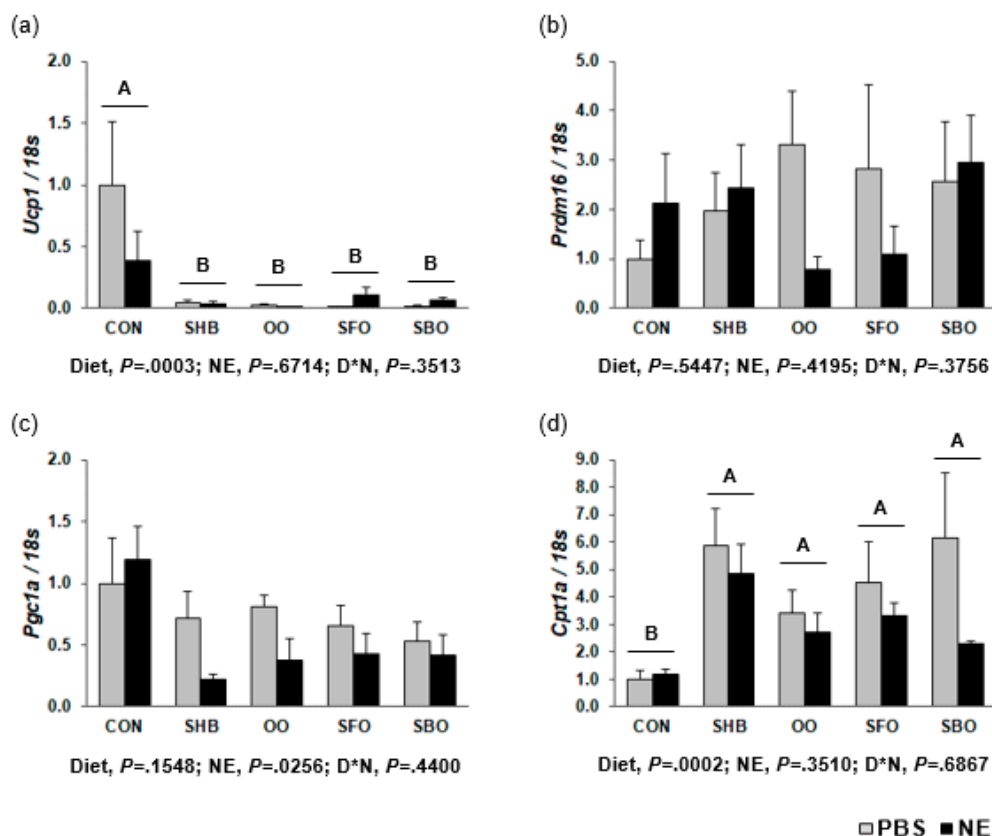 (a)
Ucp1 / 18s
2.0
1.5
1.0
0.5
0.0
A
B
B
B
B
CON SHB OO SFO SBO
Diet, P=.0003; NE, P=.6714; D*N, P=.3513
(b)
Prdm16 / 18s
5.0
4.0
3.0
2.0
1.0
0.0
CON SHB OO SFO SBO
Diet, P=.5447; NE, P=.4195; D*N, P=.3756
(c)
Pgc1a / 18s
2.0
1.5
1.0
0.5
0.0
CON SHB OO SFO SBO
Diet, P=.1548; NE, P=.0256; D*N, P=.4400
(d)
Cpt1a / 18s
9.0
8.0
7.0
6.0
5.0
4.0
3.0
2.0
1.0
0.0
B
A
A
A
A
CON SHB OO SFO SBO
Diet, P=.0002; NE, P=.3510; D*N, P=.6867
PBS NE